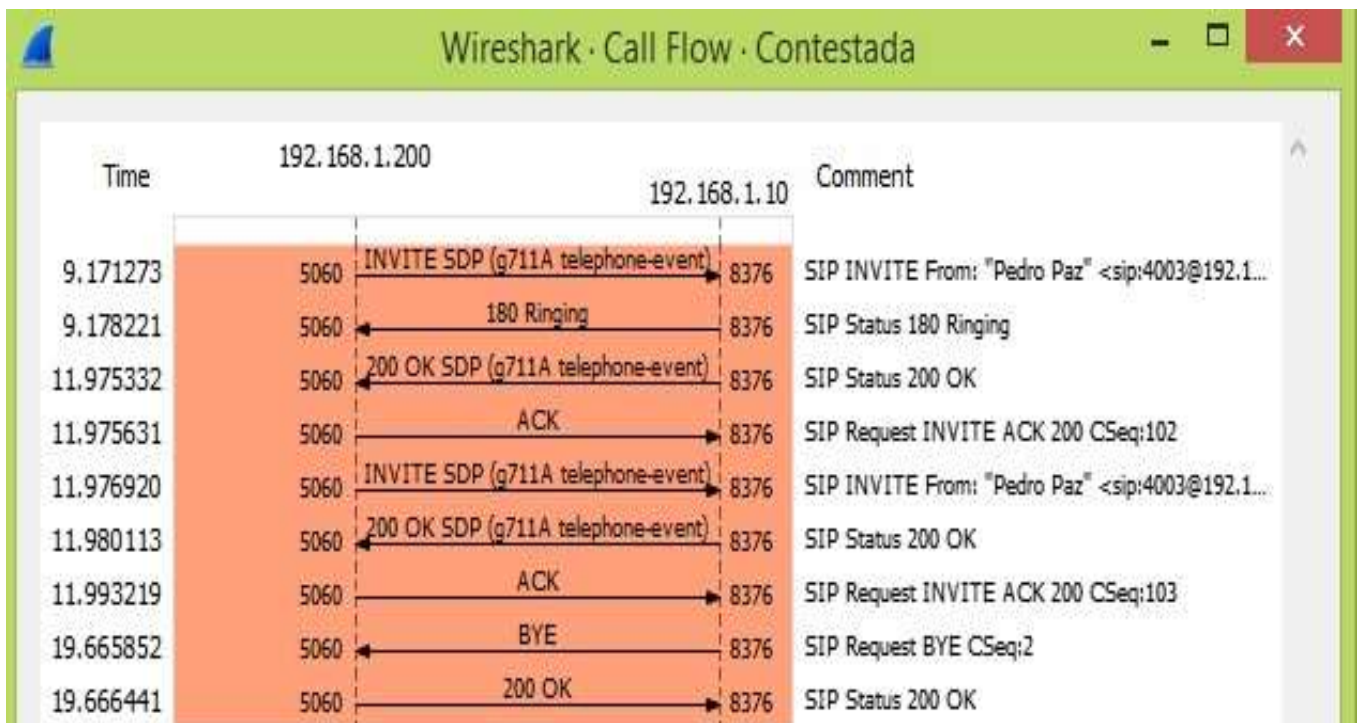 Wireshark · Call Flow · Contestada
Time 192.168.1.200 192.168.1.10 Comment
9.171273 5060 INVITE SDP (g711A telephone-event) 8376 SIP INVITE From: "Pedro Paz" <sip:4003@192.1...
9.178221 5060 180 Ringing 8376 SIP Status 180 Ringing
11.975332 5060 200 OK SDP (g711A telephone-event) 8376 SIP Status 200 OK
11.975631 5060 ACK 8376 SIP Request INVITE ACK 200 CSeq:102
11.976920 5060 INVITE SDP (g711A telephone-event) 8376 SIP INVITE From: "Pedro Paz" <sip:4003@192.1...
11.980113 5060 200 OK SDP (g711A telephone-event) 8376 SIP Status 200 OK
11.993219 5060 ACK 8376 SIP Request INVITE ACK 200 CSeq:103
19.665852 5060 BYE 8376 SIP Request BYE CSeq:2
19.666441 5060 200 OK 8376 SIP Status 200 OK